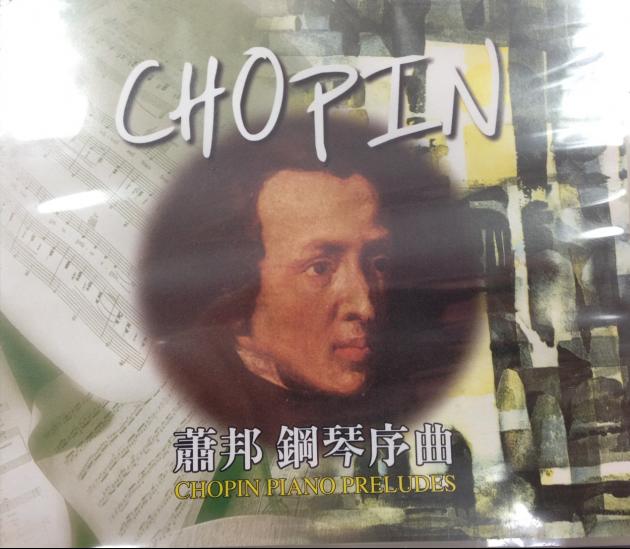 CHOPIN
蕭邦 鋼琴序曲
CHOPIN PIANO PRELUDES